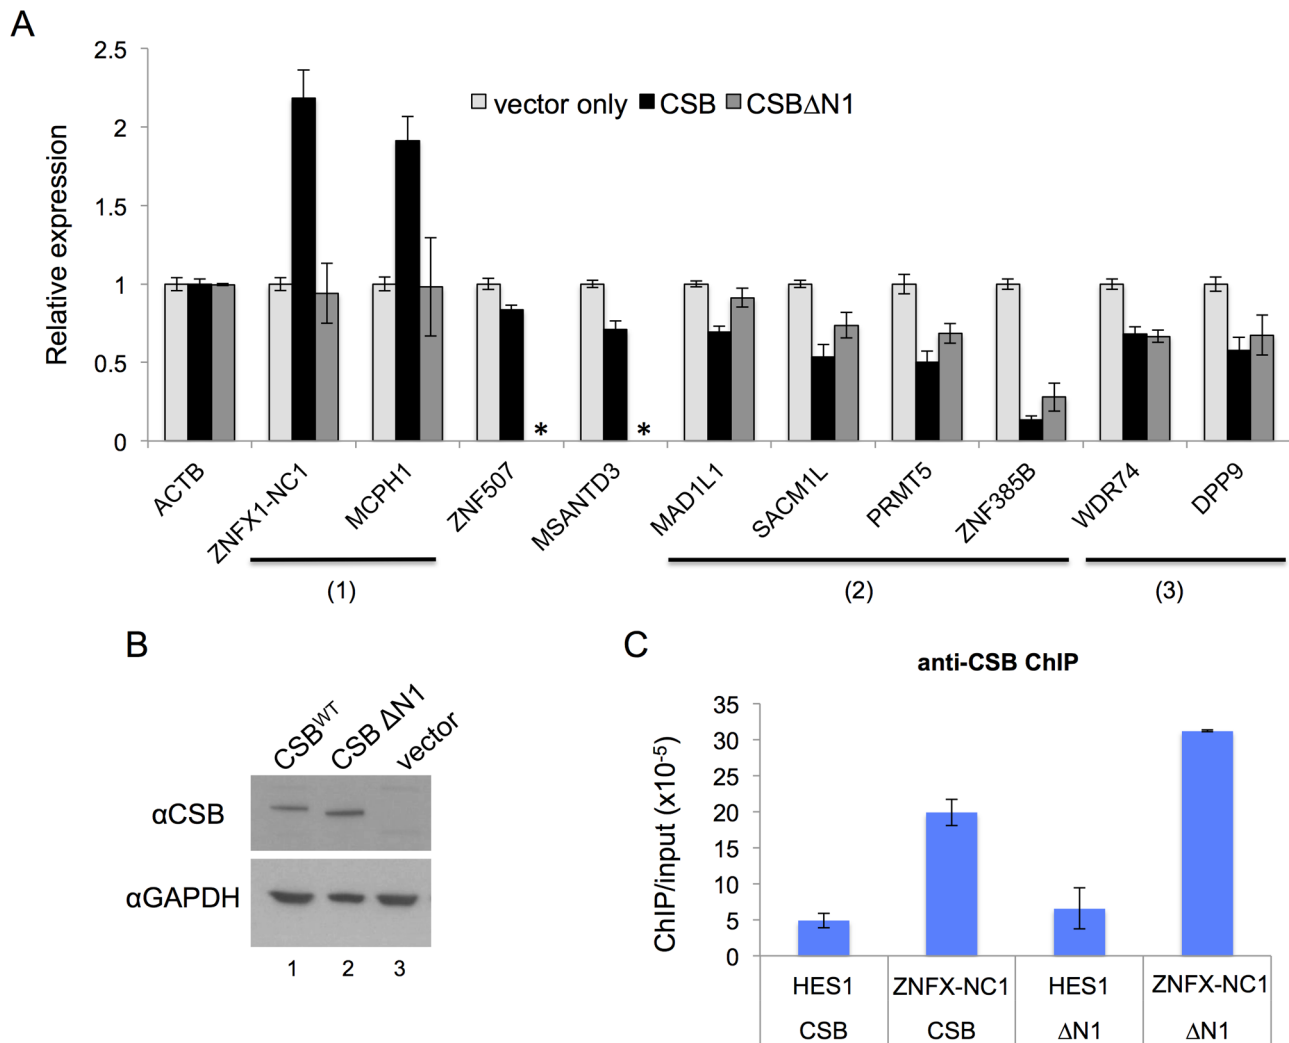 A
2.5
2
1.5
1
0.5
0
Relative expression
vector only CSB CSBΔN1
* *
ACTB ZNFX1-NC1 MCPH1 ZNF507 MSANTD3 MAD1L1 SACM1L PRMT5 ZNF385B WDR74 DPP9
(1) (2) (3)
B
CSBWT CSB ΔN1 vector
αCSB
αGAPDH
1 2 3
C
anti-CSB ChIP
35
30
25
20
15
10
5
0
ChIP/input (x10-5)
HES1 ZNFX-NC1 HES1 ZNFX-NC1
CSB CSB ΔN1 ΔN1